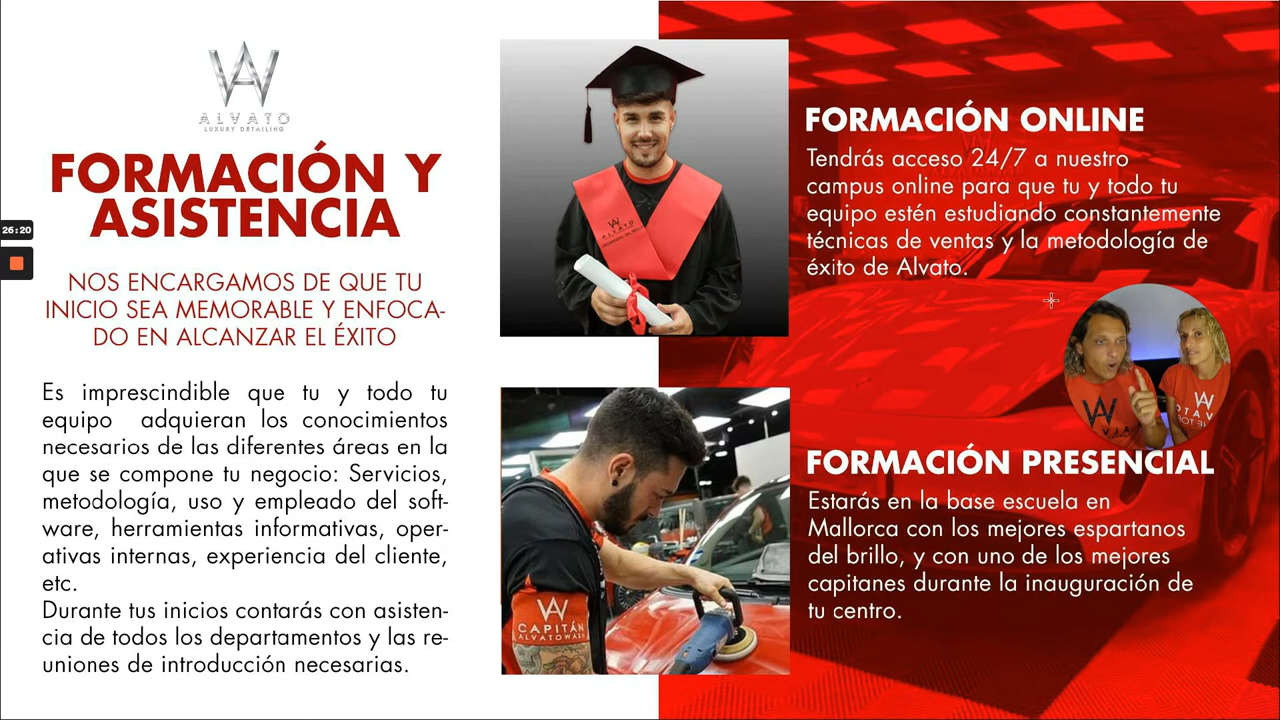 ALVATO
LUXURY DETAILING
FORMACIÓN Y
ASISTENCIA
NOS ENCARGAMOS DE QUE TU
INICIO SEA MEMORABLE Y ENFOCA-
DO EN ALCANZAR EL ÉXITO
Es imprescindible que tu y todo tu
equipo adquieran los conocimientos
necesarios de las diferentes áreas en la
que se compone tu negocio: Servicios,
metodología, uso y empleado del soft-
ware, herramientas informativas, oper-
ativas internas, experiencia del cliente,
etc.
Durante tus inicios contarás con asisten-
cia de todos los departamentos y las re-
uniones de introducción necesarias.
26:20
ALVATO
CAPITÁN
ALVATOWASH
FORMACIÓN ONLINE
Tendrás acceso 24/7 a nuestro
campus online para que tu y todo tu
equipo estén estudiando constantemente
técnicas de ventas y la metodología de
éxito de Alvato.
FORMACIÓN PRESENCIAL
Estarás en la base escuela en
Mallorca con los mejores espartanos
del brillo, y con uno de los mejores
capitanes durante la inauguración de
tu centro.